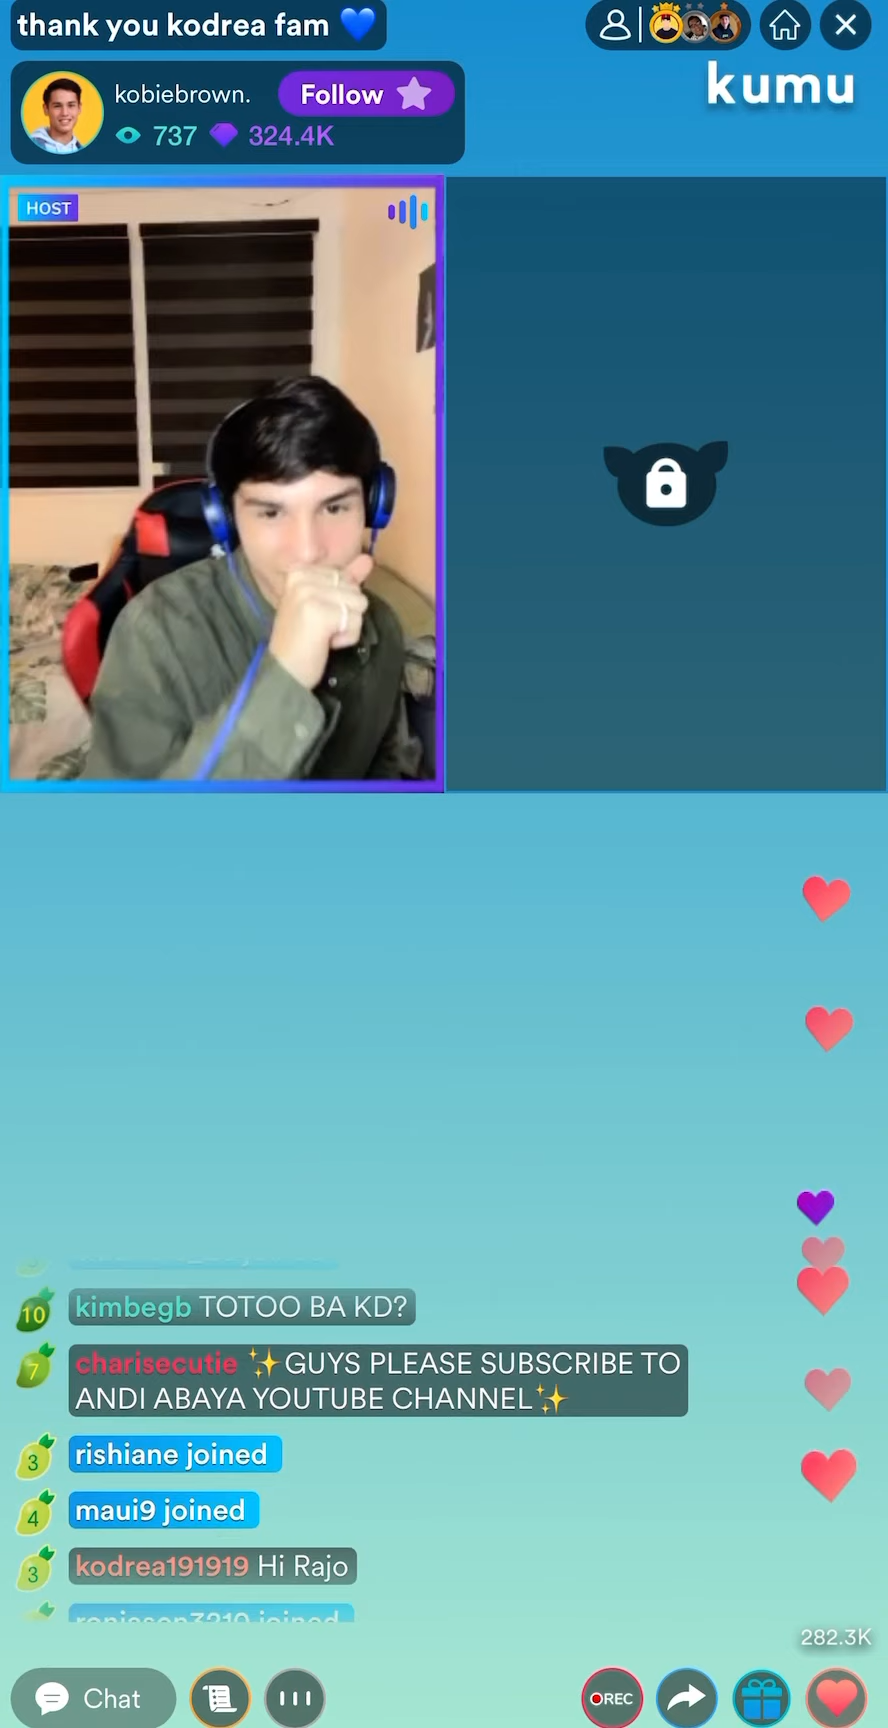 thank you kodrea fam 💙
kumu
kobiebrown.
Follow
737
324.4K
HOST
10
kimbegb TOTOO BA KD?
7
charisecutie ✨GUYS PLEASE SUBSCRIBE TO
ANDI ABAYA YOUTUBE CHANNEL✨
3
rishiane joined
4
maui9 joined
3
kodrea191919 Hi Rajo
joined
282.3K
Chat
REC